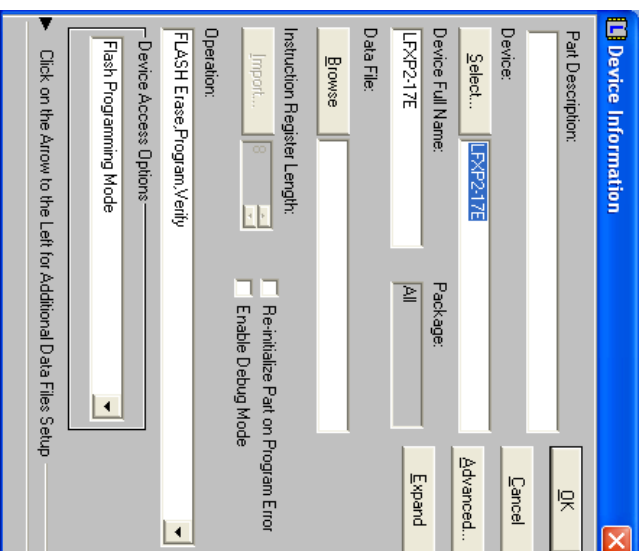 Device Information
Part Description:
OK
Device:
Cancel
Select...
LFXP2-17E
Advanced...
Device Full Name:
Package:
LFXP2-17E
All
Expand
Data File:
Browse
Instruction Register Length:
Re-initialize Part on Program Error
Import...
8
Enable Debug Mode
Operation:
FLASH Erase,Program,Verify
Device Access Options
Flash Programming Mode
Click on the Arrow to the Left for Additional Data Files Setup